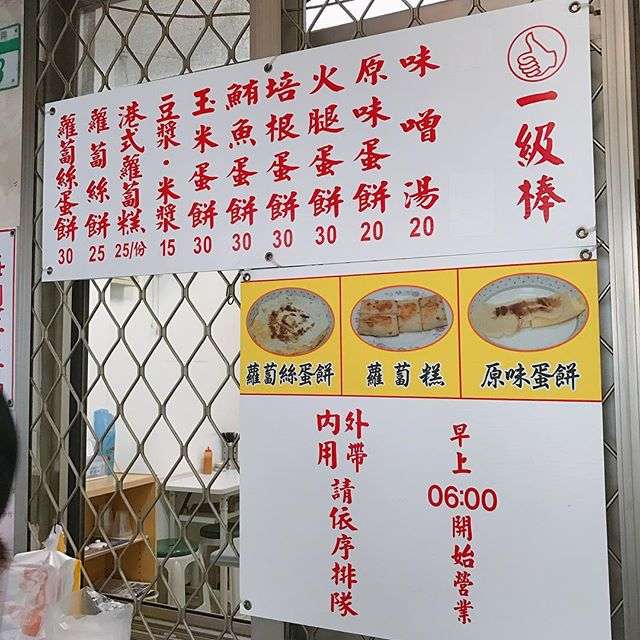 一級棒
味噌湯 20
原味蛋餅 20
火腿蛋餅 30
培根蛋餅 30
鮪魚蛋餅 30
玉米蛋餅 30
豆漿·米漿 15
港式蘿蔔糕 25/份
蘿蔔絲餅 25
蘿蔔絲蛋餅 30
蘿蔔絲蛋餅
蘿蔔糕
原味蛋餅
早上06:00開始營業
外帶
內用
請依序排隊